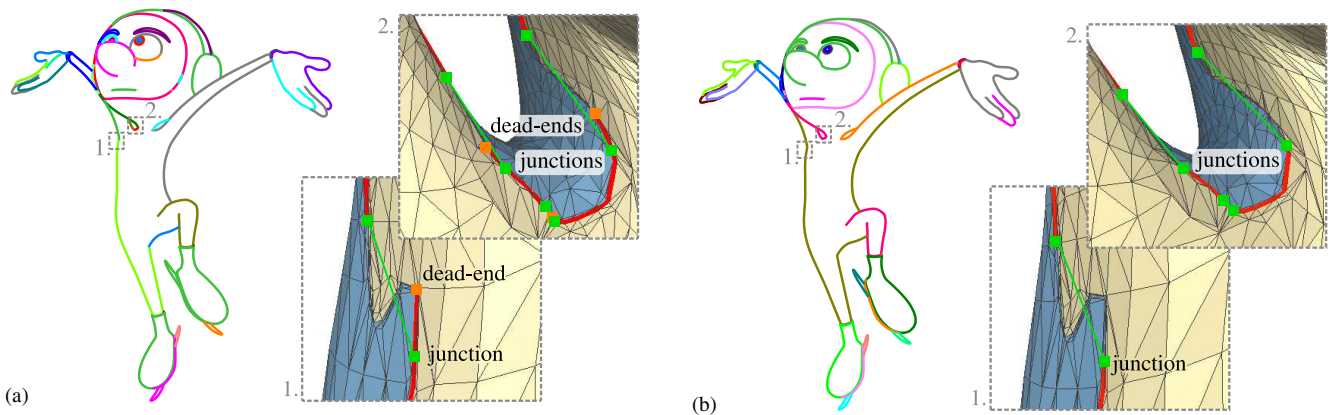 2.
dead-ends
junctions
2.
1.
dead-end
junction
1.
(a)
2.
junctions
2.
1.
junction
1.
(b)